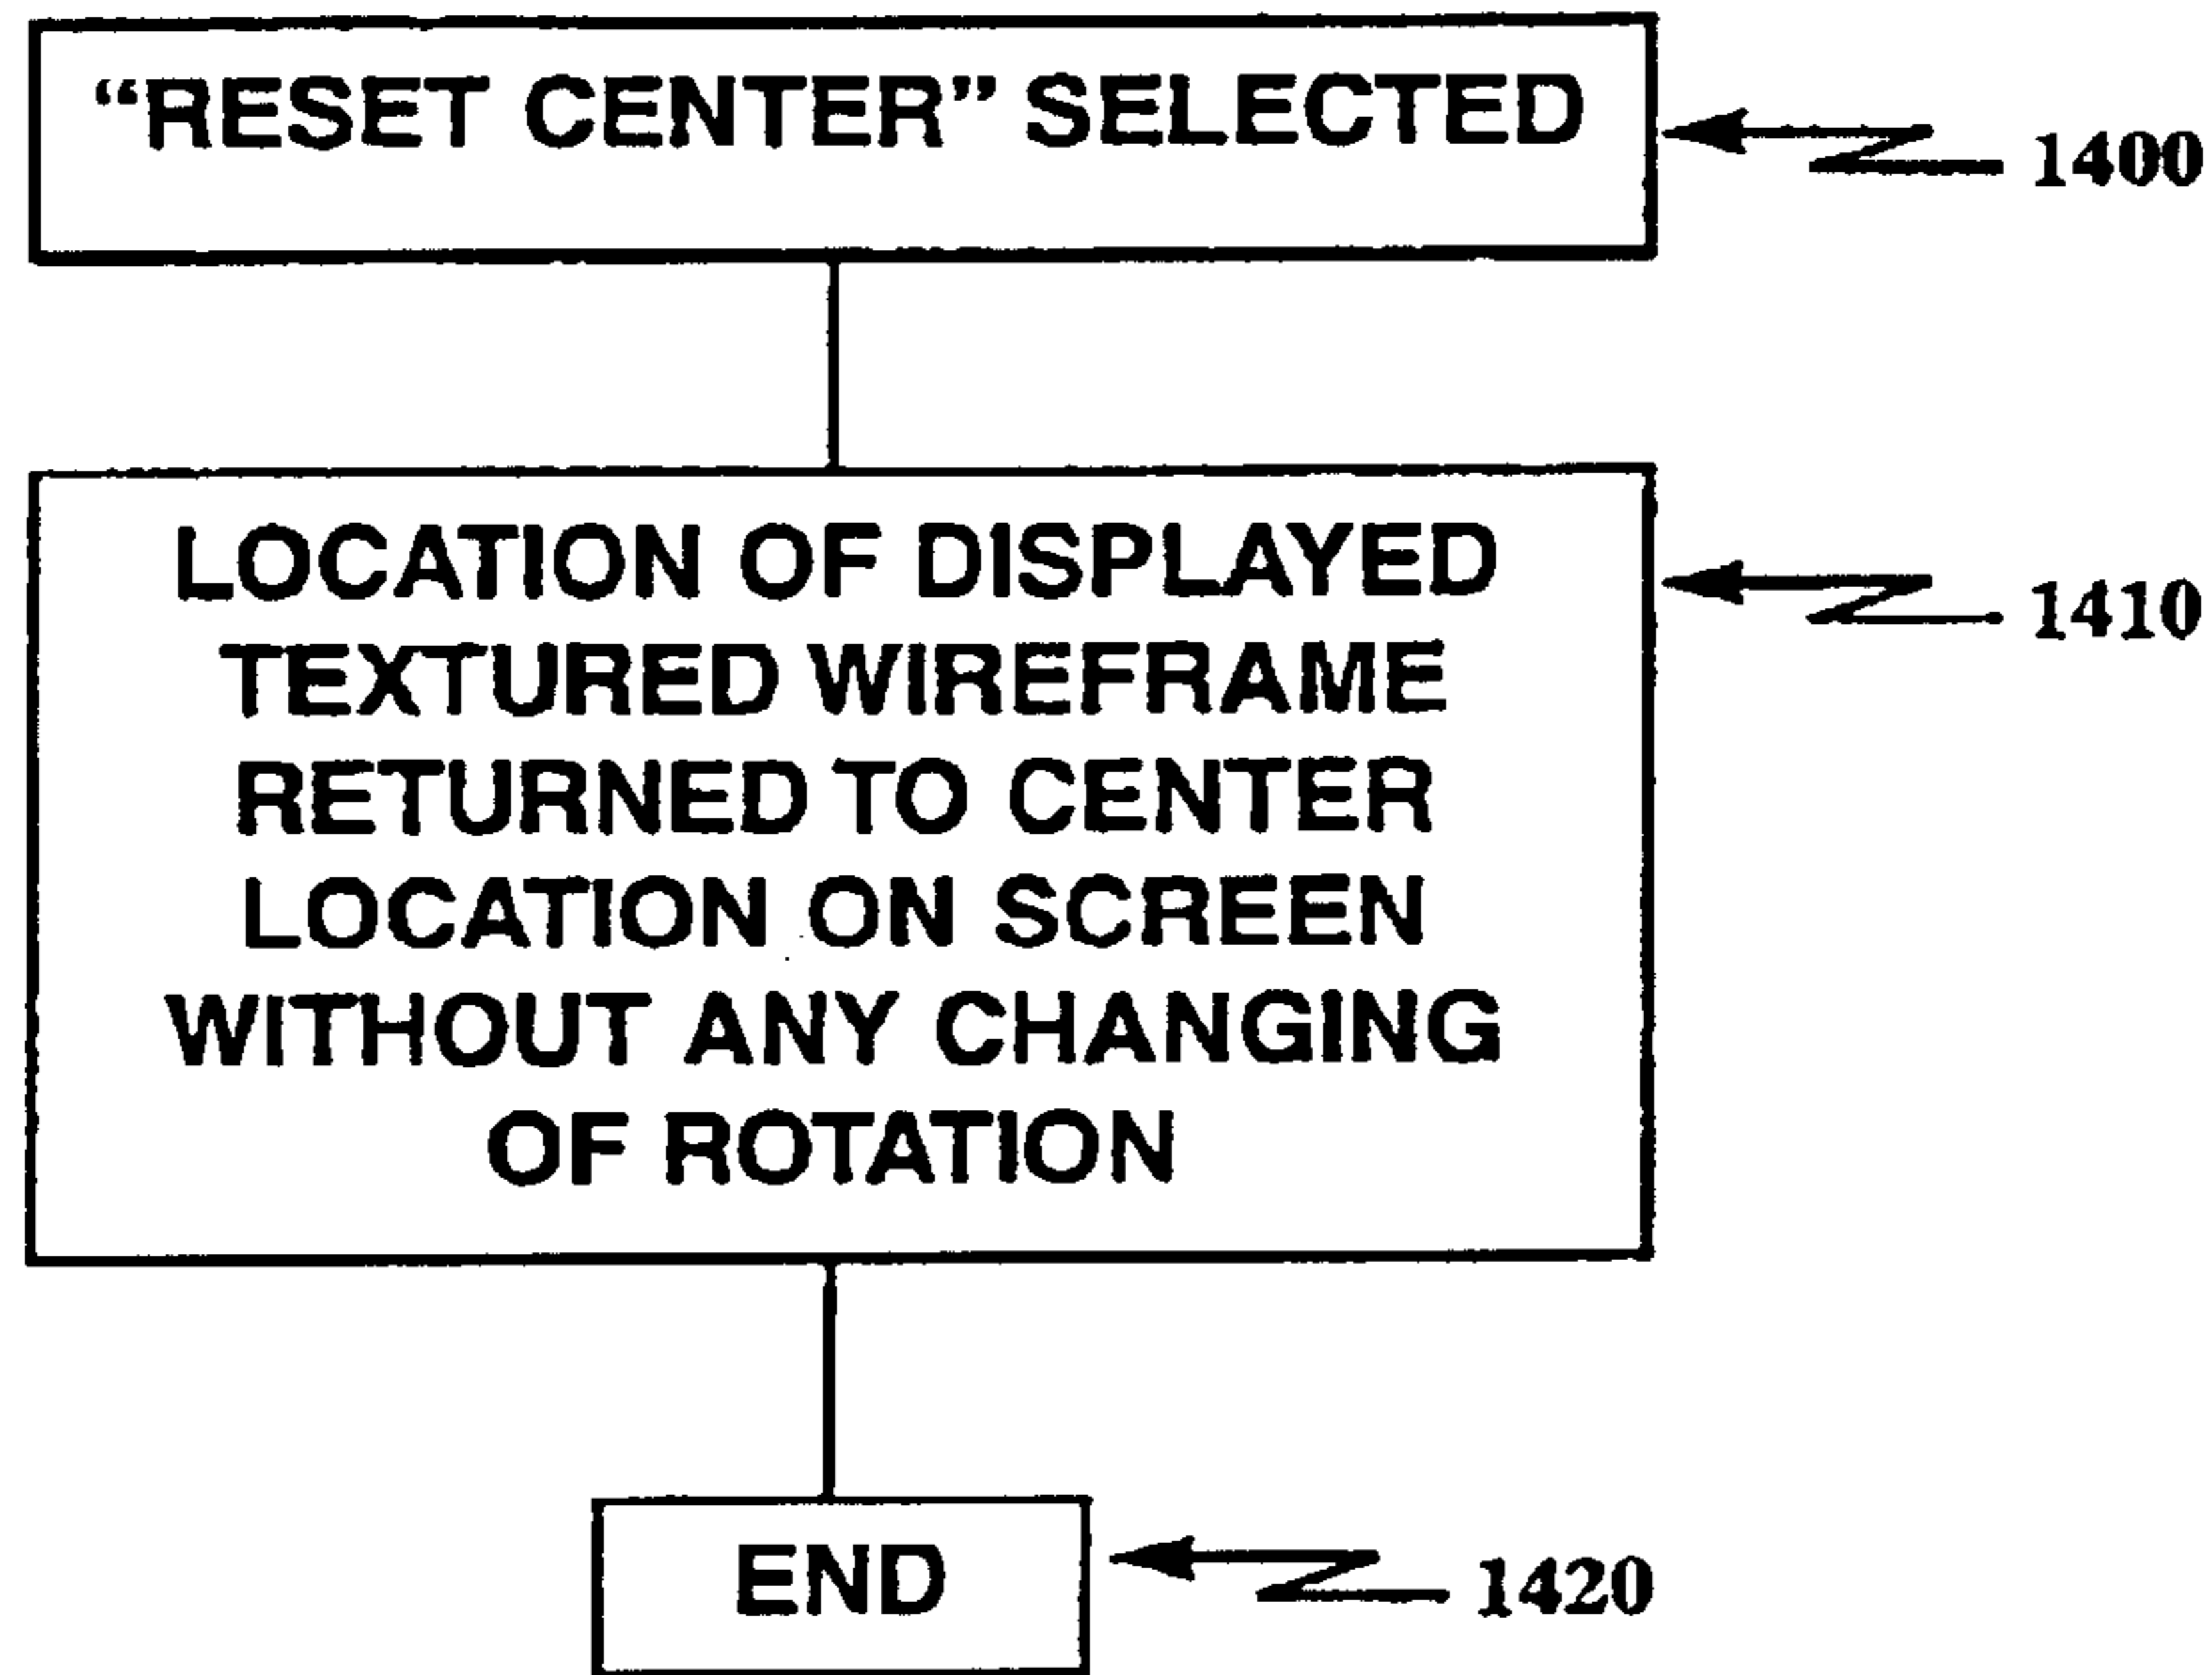 “RESET CENTER” SELECTED
1400
LOCATION OF DISPLAYED
1410
TEXTURED WIREFRAME
RETURNED TO CENTER
LOCATION ON SCREEN
WITHOUT ANY CHANGING
OF ROTATION
END
1420